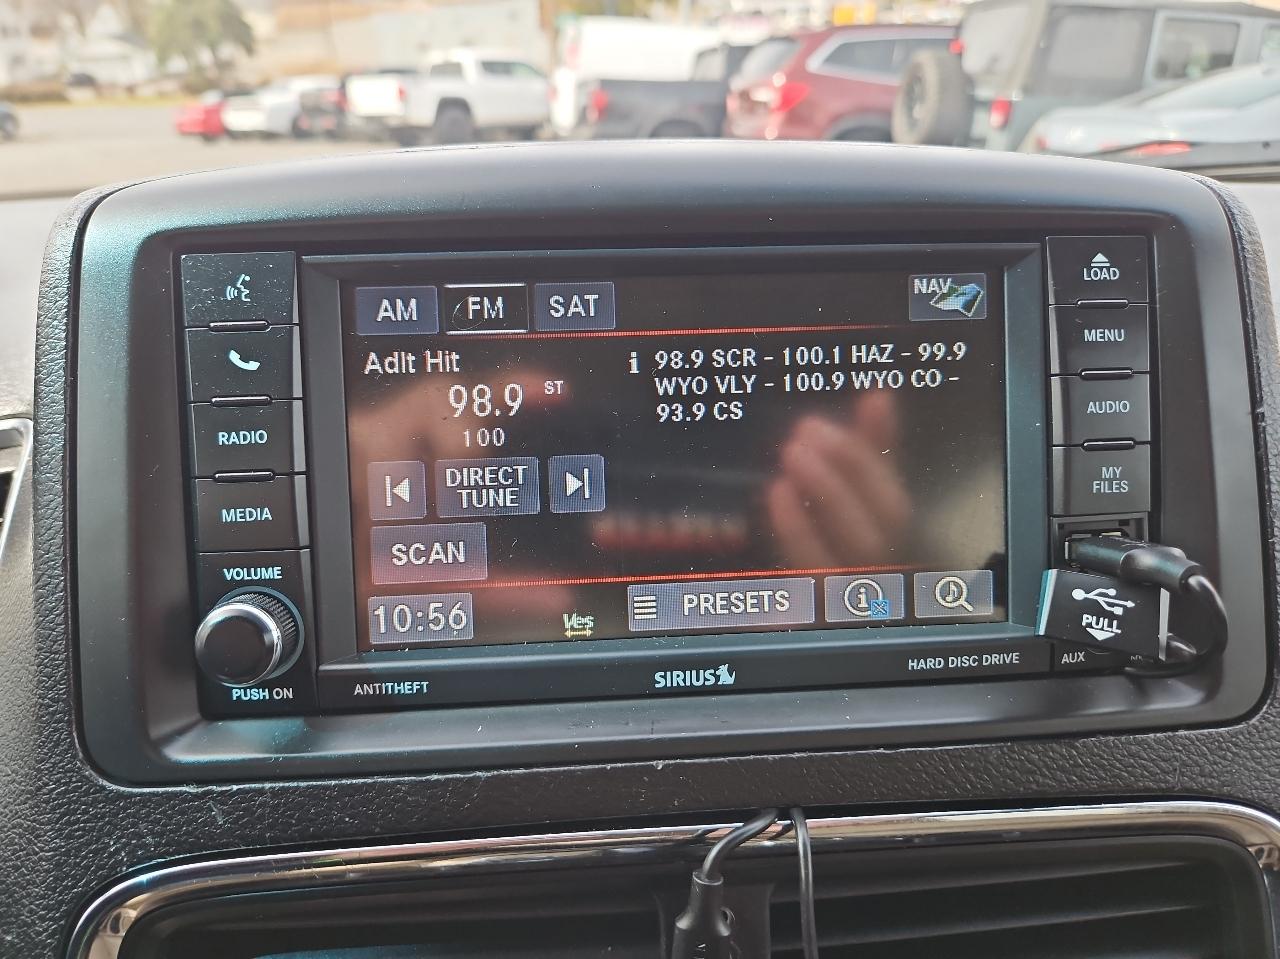 AM FM SAT NAV
Adlt Hit
98.9 ST
100
98.9 SCR - 100.1 HAZ - 99.9
WYO VLY - 100.9 WYO CO -
93.9 CS
DIRECT
TUNE
SCAN
10:56
PRESETS
RADIO
MEDIA
VOLUME
PUSH ON
ANTITHEFT
SIRIUS
HARD DISC DRIVE
LOAD
MENU
AUDIO
MY
FILES
PULL
AUX